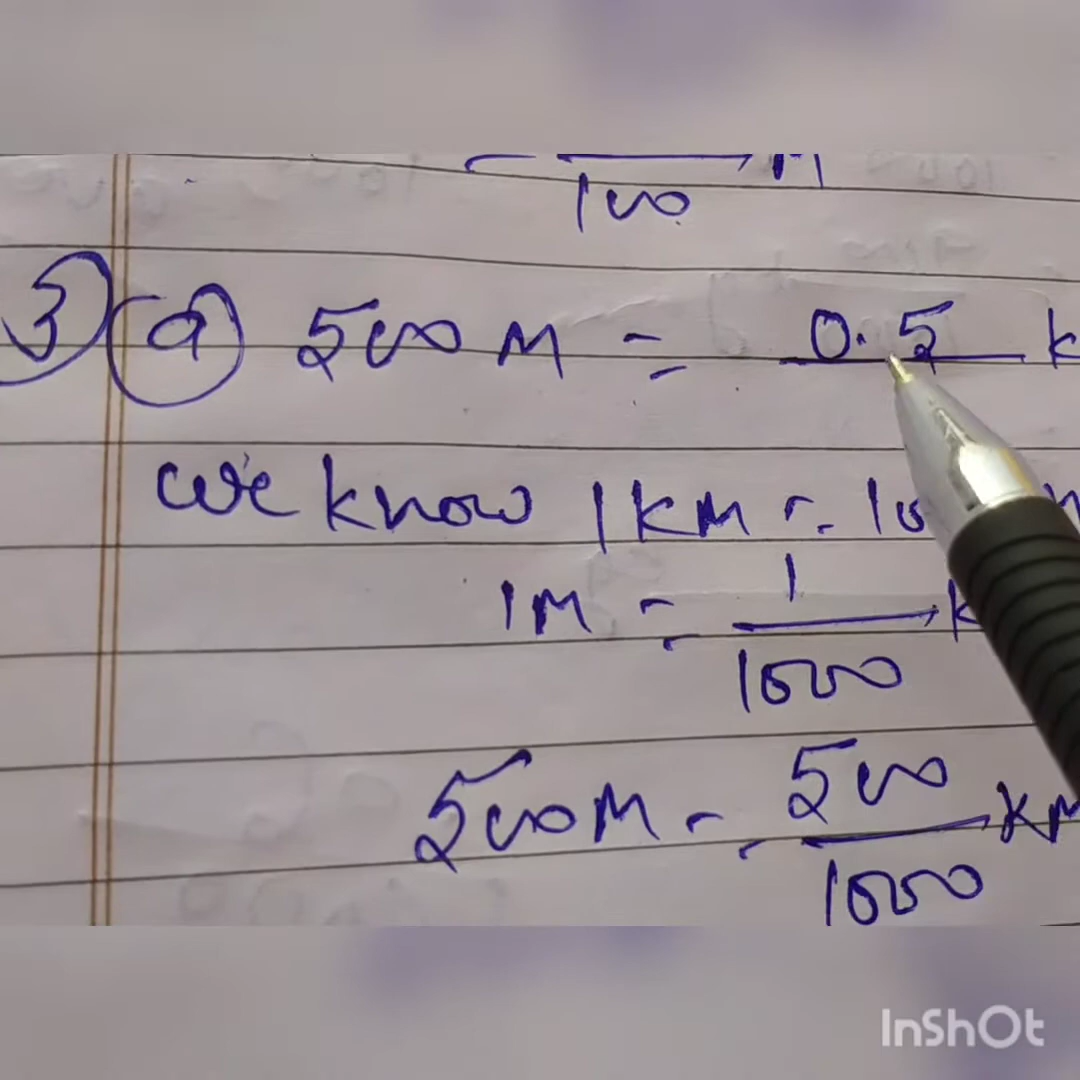 100 M
3 a 500 M = 0.5 k
We know 1 KM = 10
1M = 1/1000 k
500M = 500/1000 KM
InShOt